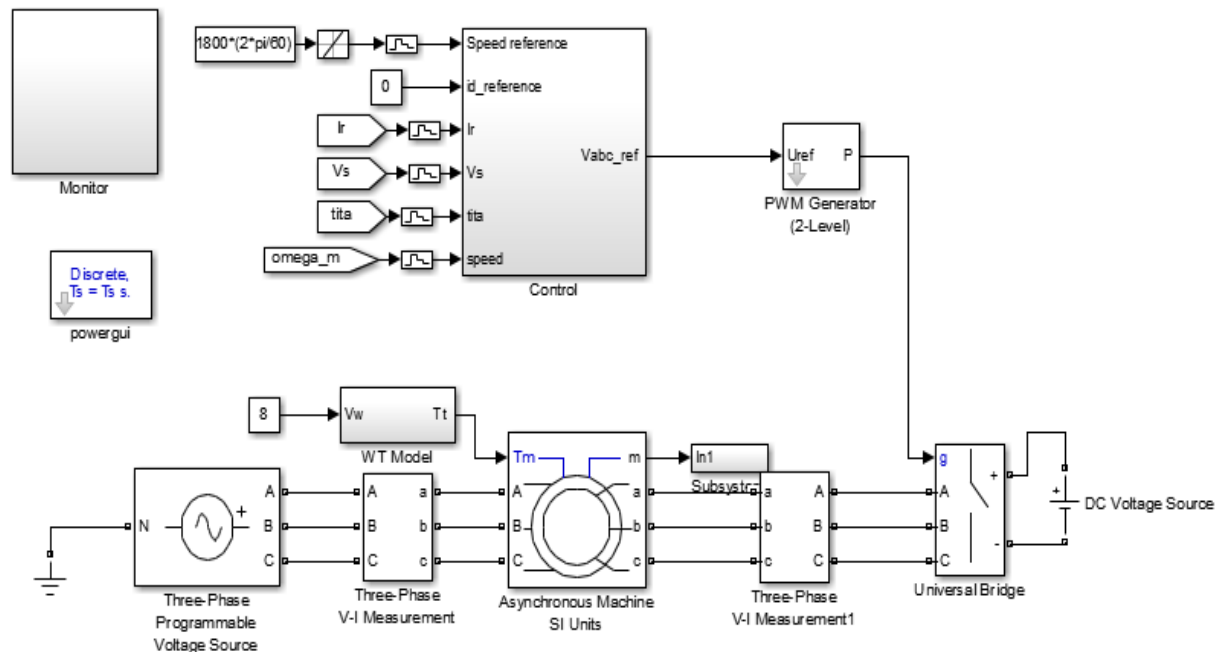 1800*(2*pi/60)
Speed reference
0
id_reference
Ir
Ir
Vs
Vs
tita
tita
omega_m
speed
Vabc_ref
Control
Monitor
Uref
P
PWM Generator
(2-Level)
Discrete,
Ts = Ts s.
powergui
8
Vw
Tt
WT Model
Tm
m
In1
g
+
-
+
DC Voltage Source
N
+
A
B
C
A
B
C
a
b
c
A
B
C
a
b
c
a
b
c
A
B
C
A
B
C
Three-Phase
Programmable
Voltage Source
Three-Phase
V-I Measurement
Asynchronous Machine
SI Units
Three-Phase
V-I Measurement1
Universal Bridge